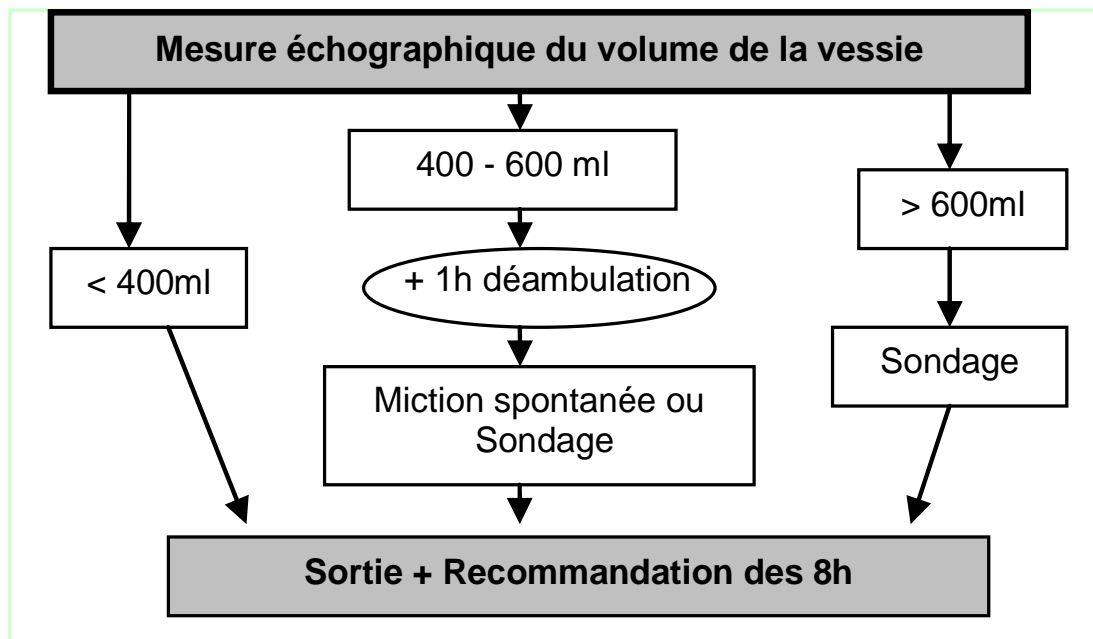 Mesure échographique du volume de la vessie
400 - 600 ml
> 600ml
< 400ml
+ 1h déambulation
Sondage
Miction spontanée ou
Sondage
Sortie + Recommandation des 8h